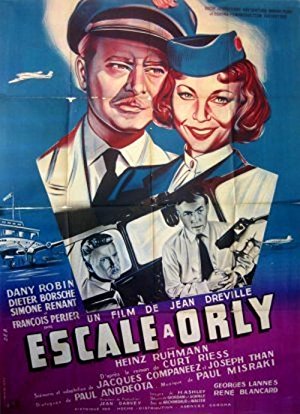 DANY ROBIN
DIETER BORSCHE
SIMONE RENANT
FRANÇOIS PERIER
UN FILM DE JEAN DREVILLE
ESCALE A ORLY
HEINZ RUHMANN
D'après le roman de CURT RIESS
Scénario et adaptation de JACQUES COMPANEEZ et JOSEPH THAN
Dialogues de PAUL ANDREOTA
Musique de PAUL MISRAKI
GEORGES LANNES
RENE BLANCARD